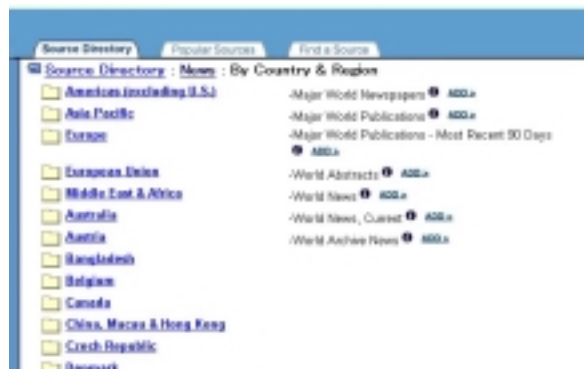 Source Directory Popular Sources Find a Source
Source Directory : News : By Country & Region
Americas (excluding U.S.) -Major World Newspapers ADD »
Asia Pacific -Major World Publications ADD »
Europe -Major World Publications - Most Recent 90 Days
ADD »
European Union -World Abstracts ADD »
Middle East & Africa -World News ADD »
Australia -World News, Current ADD »
Austria -World Archive News ADD »
Bangladesh
Belgium
Canada
China, Macau & Hong Kong
Czech Republic
Denmark